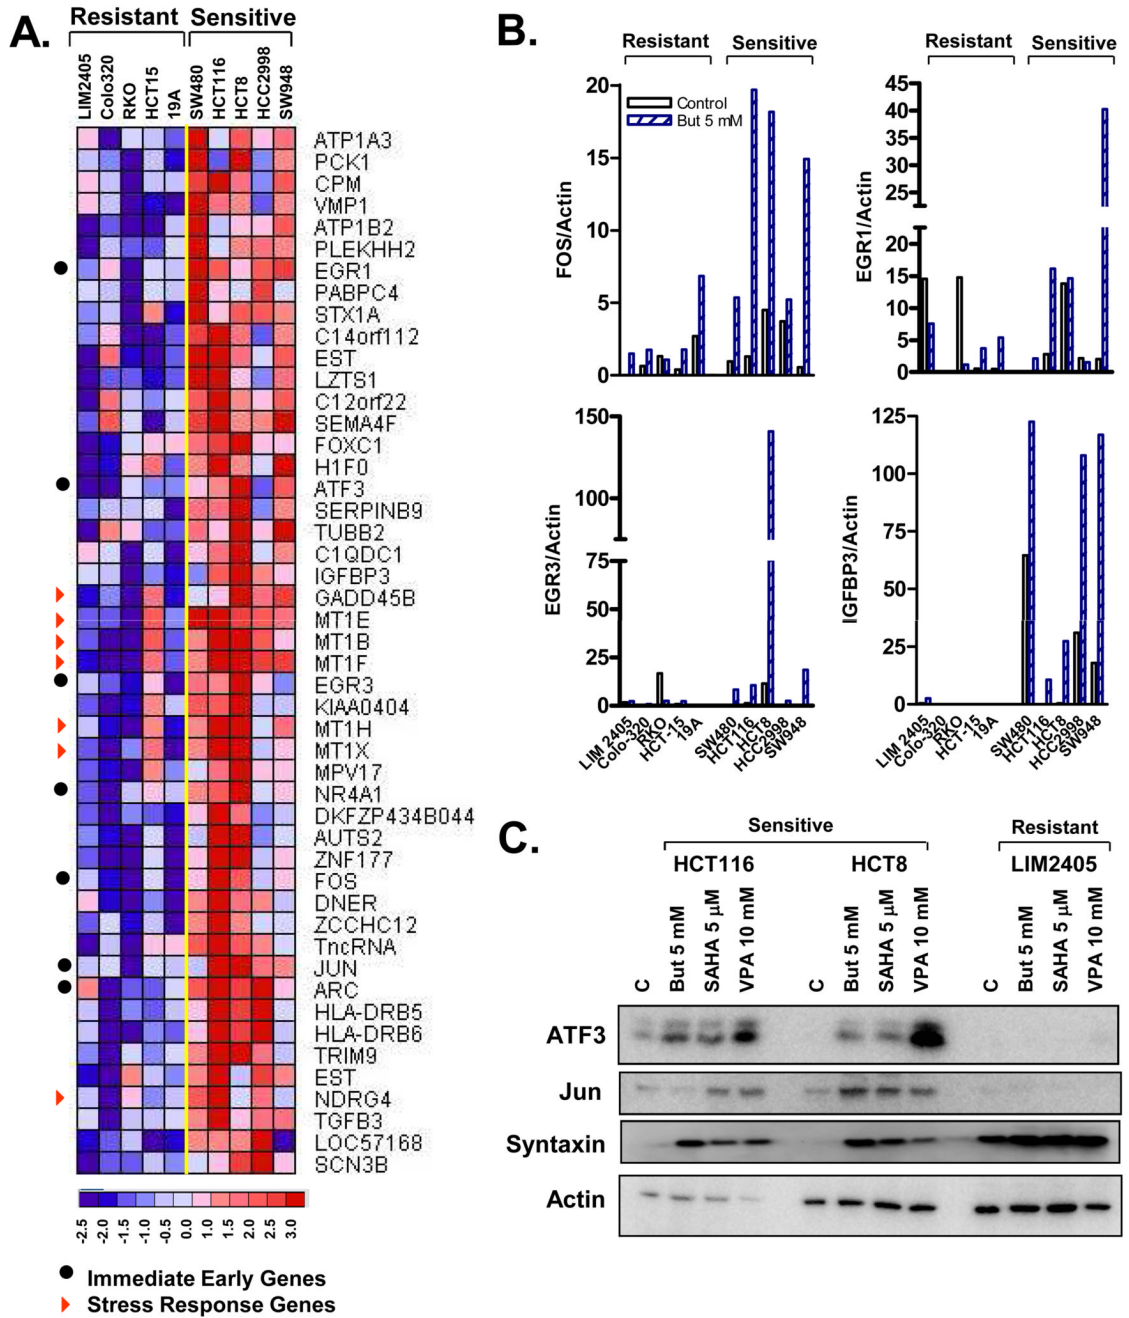 A.
Resistant Sensitive
LIM2405
Colo320
RKO
HCT15
19A
SW480
HCT116
HCT8
HCC2998
SW948
ATP1A3
PCK1
CPM
VMP1
ATP1B2
PLEKHH2
EGR1
PABPC4
STX1A
C14orf112
EST
LZTS1
C12orf22
SEMA4F
FOXC1
H1F0
ATF3
SERPINB9
TUBB2
C1QDC1
IGFBP3
GADD45B
MT1E
MT1B
MT1F
EGR3
KIAA0404
MT1H
MT1X
MPV17
NR4A1
DKFZP434B044
AUTS2
ZNF177
FOS
DNER
ZCCHC12
TncRNA
JUN
ARC
HLA-DRB5
HLA-DRB6
TRIM9
EST
NDRG4
TGFB3
LOC57168
SCN3B
-2.5
-2.0
-1.5
-1.0
-0.5
0.0
1.0
1.5
2.0
2.5
3.0
Immediate Early Genes
Stress Response Genes
B.
Resistant Sensitive
FOS/Actin
20
15
10
5
0
Control
But 5 mM
Resistant Sensitive
EGR1/Actin
45
40
35
30
25
20
15
10
5
0
EGR3/Actin
150
100
75
50
25
0
LIM 2405
Colo-320
RKO
HCT-15
19A
SW480
HCT116
HCT8
HCC2998
SW948
IGFBP3/Actin
125
100
75
50
25
0
LIM 2405
Colo-320
RKO
HCT-15
19A
SW480
HCT116
HCT8
HCC2998
SW948
C.
Sensitive Resistant
HCT116 HCT8 LIM2405
C
But 5 mM
SAHA 5 µM
VPA 10 mM
C
But 5 mM
SAHA 5 µM
VPA 10 mM
C
But 5 mM
SAHA 5 µM
VPA 10 mM
ATF3
Jun
Syntaxin
Actin